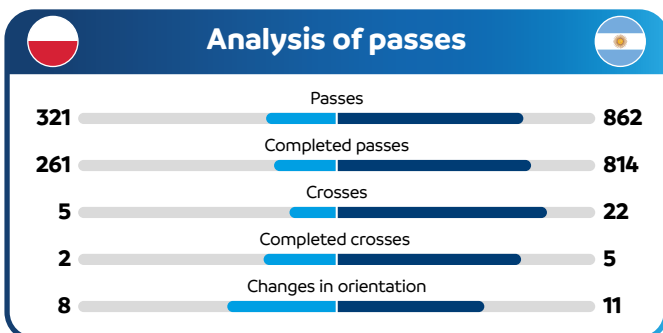 Analysis of passes
Passes
321 862
Completed passes
261 814
Crosses
5 22
Completed crosses
2 5
Changes in orientation
8 11